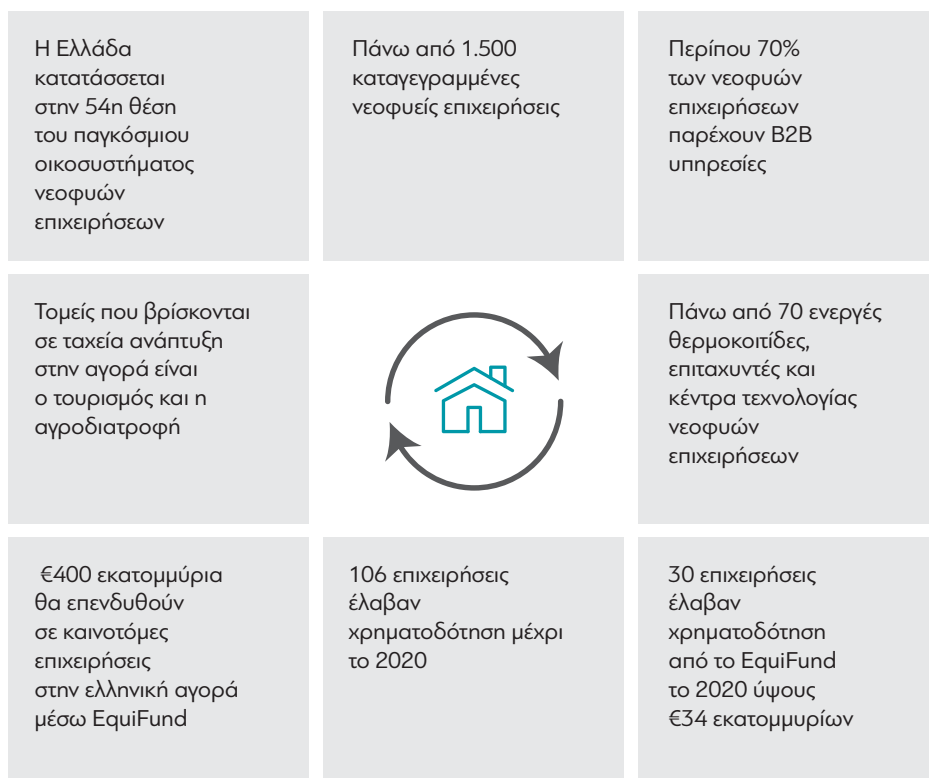 Η Ελλάδα
κατατάσσεται
στην 54η θέση
του παγκόσμιου
οικοσυστήματος
νεοφυών
επιχειρήσεων
Πάνω από 1.500
καταγεγραμμένες
νεοφυείς επιχειρήσεις
Περίπου 70%
των νεοφυών
επιχειρήσεων
παρέχουν B2B
υπηρεσίες
Τομείς που βρίσκονται
σε ταχεία ανάπτυξη
στην αγορά είναι
ο τουρισμός και η
αγροδιατροφή
Πάνω από 70 ενεργές
θερμοκοιτίδες,
επιταχυντές και
κέντρα τεχνολογίας
νεοφυών
επιχειρήσεων
€400 εκατομμύρια
θα επενδυθούν
σε καινοτόμες
επιχειρήσεις
στην ελληνική αγορά
μέσω EquiFund
106 επιχειρήσεις
έλαβαν
χρηματοδότηση μέχρι
το 2020
30 επιχειρήσεις
έλαβαν
χρηματοδότηση
από το EquiFund
το 2020 ύψους
€34 εκατομμυρίων